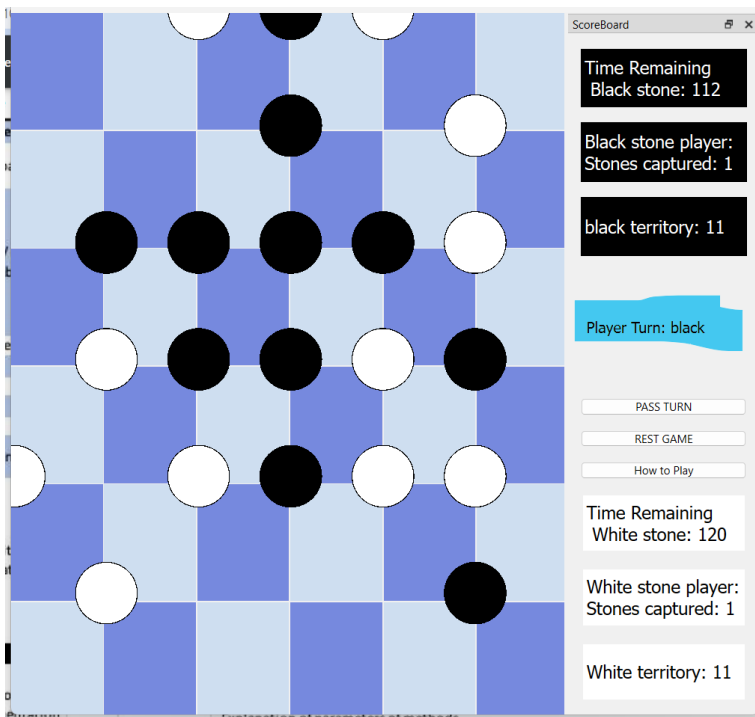 ScoreBoard
Time Remaining
Black stone: 112
Black stone player:
Stones captured: 1
black territory: 11
Player Turn: black
PASS TURN
REST GAME
How to Play
Time Remaining
White stone: 120
White stone player:
Stones captured: 1
White territory: 11